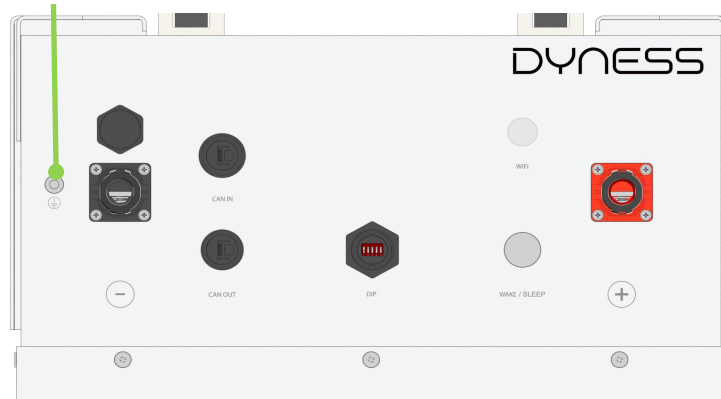 DYNESS
WIFI
CAN IN
CAN OUT
DIP
WAKE / SLEEP